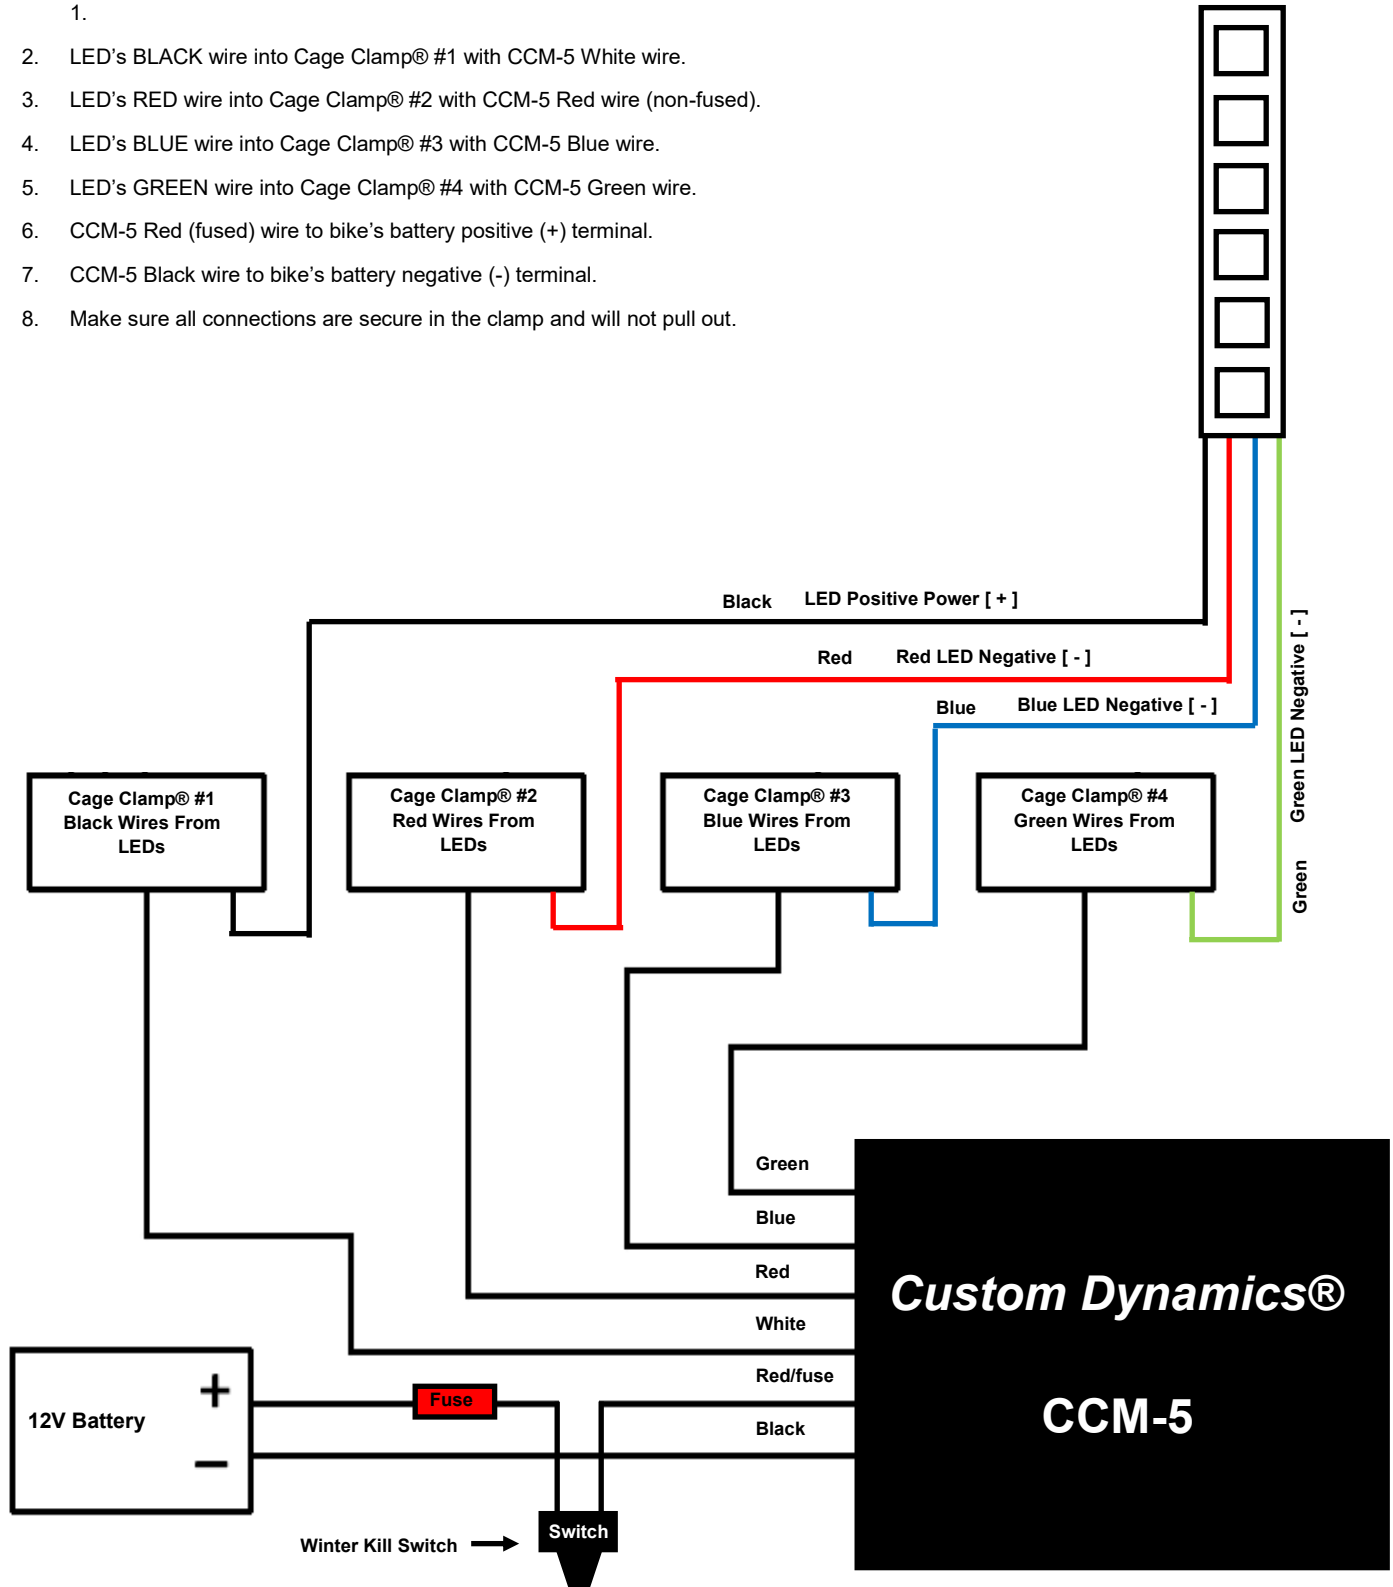 1.
2. LED’s BLACK wire into Cage Clamp® #1 with CCM-5 White wire.
3. LED’s RED wire into Cage Clamp® #2 with CCM-5 Red wire (non-fused).
4. LED’s BLUE wire into Cage Clamp® #3 with CCM-5 Blue wire.
5. LED’s GREEN wire into Cage Clamp® #4 with CCM-5 Green wire.
6. CCM-5 Red (fused) wire to bike’s battery positive (+) terminal.
7. CCM-5 Black wire to bike’s battery negative (-) terminal.
8. Make sure all connections are secure in the clamp and will not pull out.
Black LED Positive Power [ + ]
Red Red LED Negative [ - ]
Blue Blue LED Negative [ - ]
Green Green LED Negative [ - ]
Cage Clamp® #1
Black Wires From
LEDs
Cage Clamp® #2
Red Wires From
LEDs
Cage Clamp® #3
Blue Wires From
LEDs
Cage Clamp® #4
Green Wires From
LEDs
Green
Blue
Red
White
Red/fuse
Black
Custom Dynamics®
CCM-5
12V Battery
+
−
Fuse
Switch
Winter Kill Switch